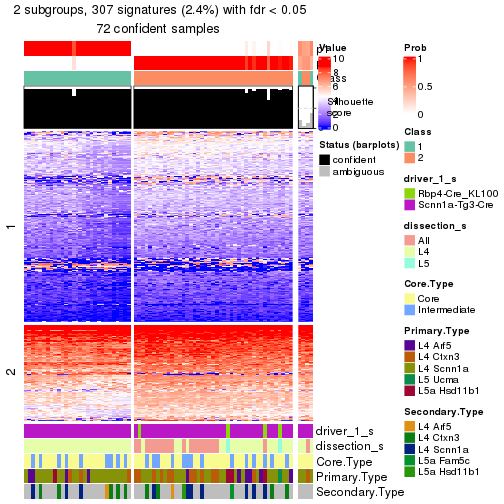 2 subgroups, 307 signatures (2.4%) with fdr < 0.05
72 confident samples
Value
10
8
6
4
2
0
Silhouette
score
Class
Status (barplots)
confident
ambiguous
Prob
1
0.5
0
Class
1
2
driver_1_s
Rbp4-Cre_KL100
Scnn1a-Tg3-Cre
dissection_s
All
L4
L5
Core.Type
Core
Intermediate
Primary.Type
L4 Arf5
L4 Ctxn3
L4 Scnn1a
L5 Ucma
L5a Hsd11b1
Secondary.Type
L4 Arf5
L4 Ctxn3
L4 Scnn1a
L5a Fam5c
L5a Hsd11b1
1
2
driver_1_s
dissection_s
Core.Type
Primary.Type
Secondary.Type